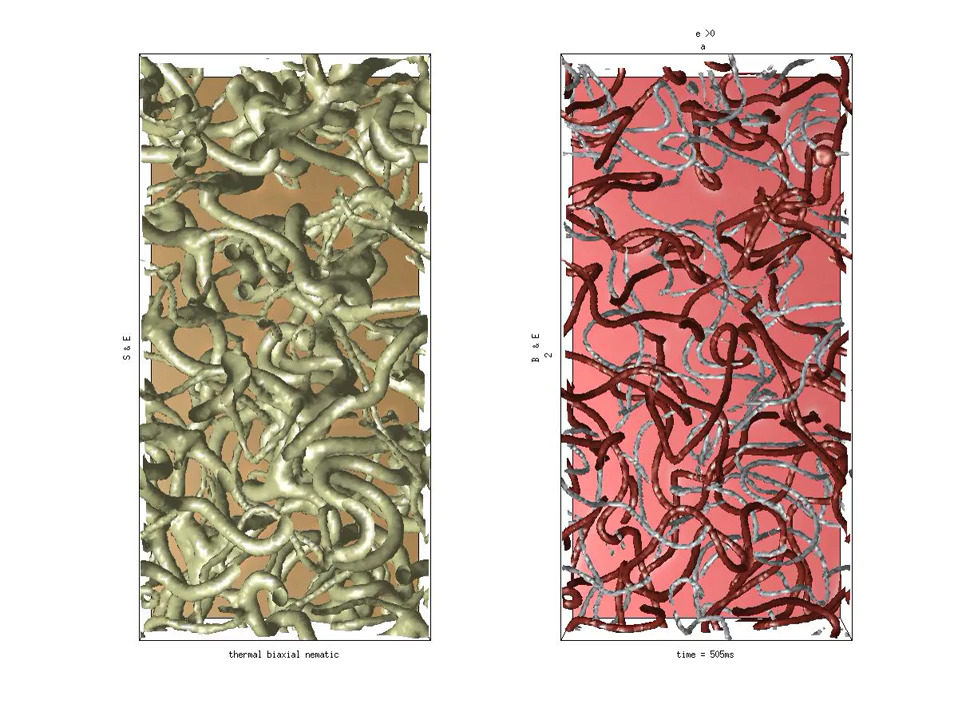 e >0
a
S & E
B & E
2
thermal biaxial nematic
time = 505ms